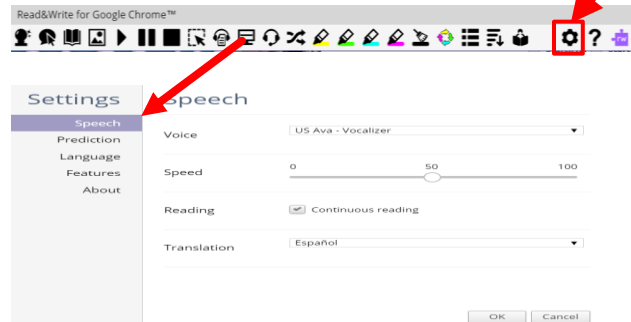 Read&Write for Google Chrome™
?
rw
Settings
Speech
Speech
Prediction
Language
Features
About
Voice
US Ava - Vocalizer
Speed
0 50 100
Reading
Continuous reading
Translation
Español
OK Cancel